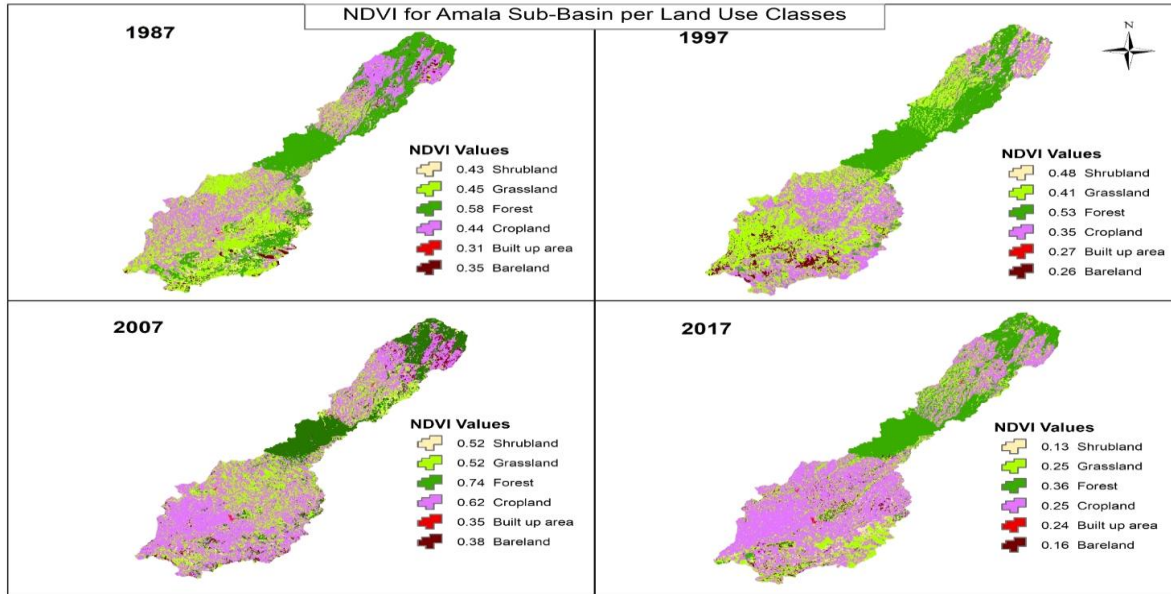 NDVI for Amala Sub-Basin per Land Use Classes
1987
NDVI Values
0.43 Shrubland
0.45 Grassland
0.58 Forest
0.44 Cropland
0.31 Built up area
0.35 Bareland
1997
N
NDVI Values
0.48 Shrubland
0.41 Grassland
0.53 Forest
0.35 Cropland
0.27 Built up area
0.26 Bareland
2007
NDVI Values
0.52 Shrubland
0.52 Grassland
0.74 Forest
0.62 Cropland
0.35 Built up area
0.38 Bareland
2017
NDVI Values
0.13 Shrubland
0.25 Grassland
0.36 Forest
0.25 Cropland
0.24 Built up area
0.16 Bareland